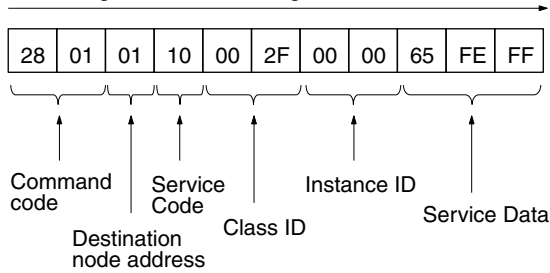 28 01 01 10 00 2F 00 00 65 FE FF
Command code
Destination node address
Service Code
Class ID
Instance ID
Service Data